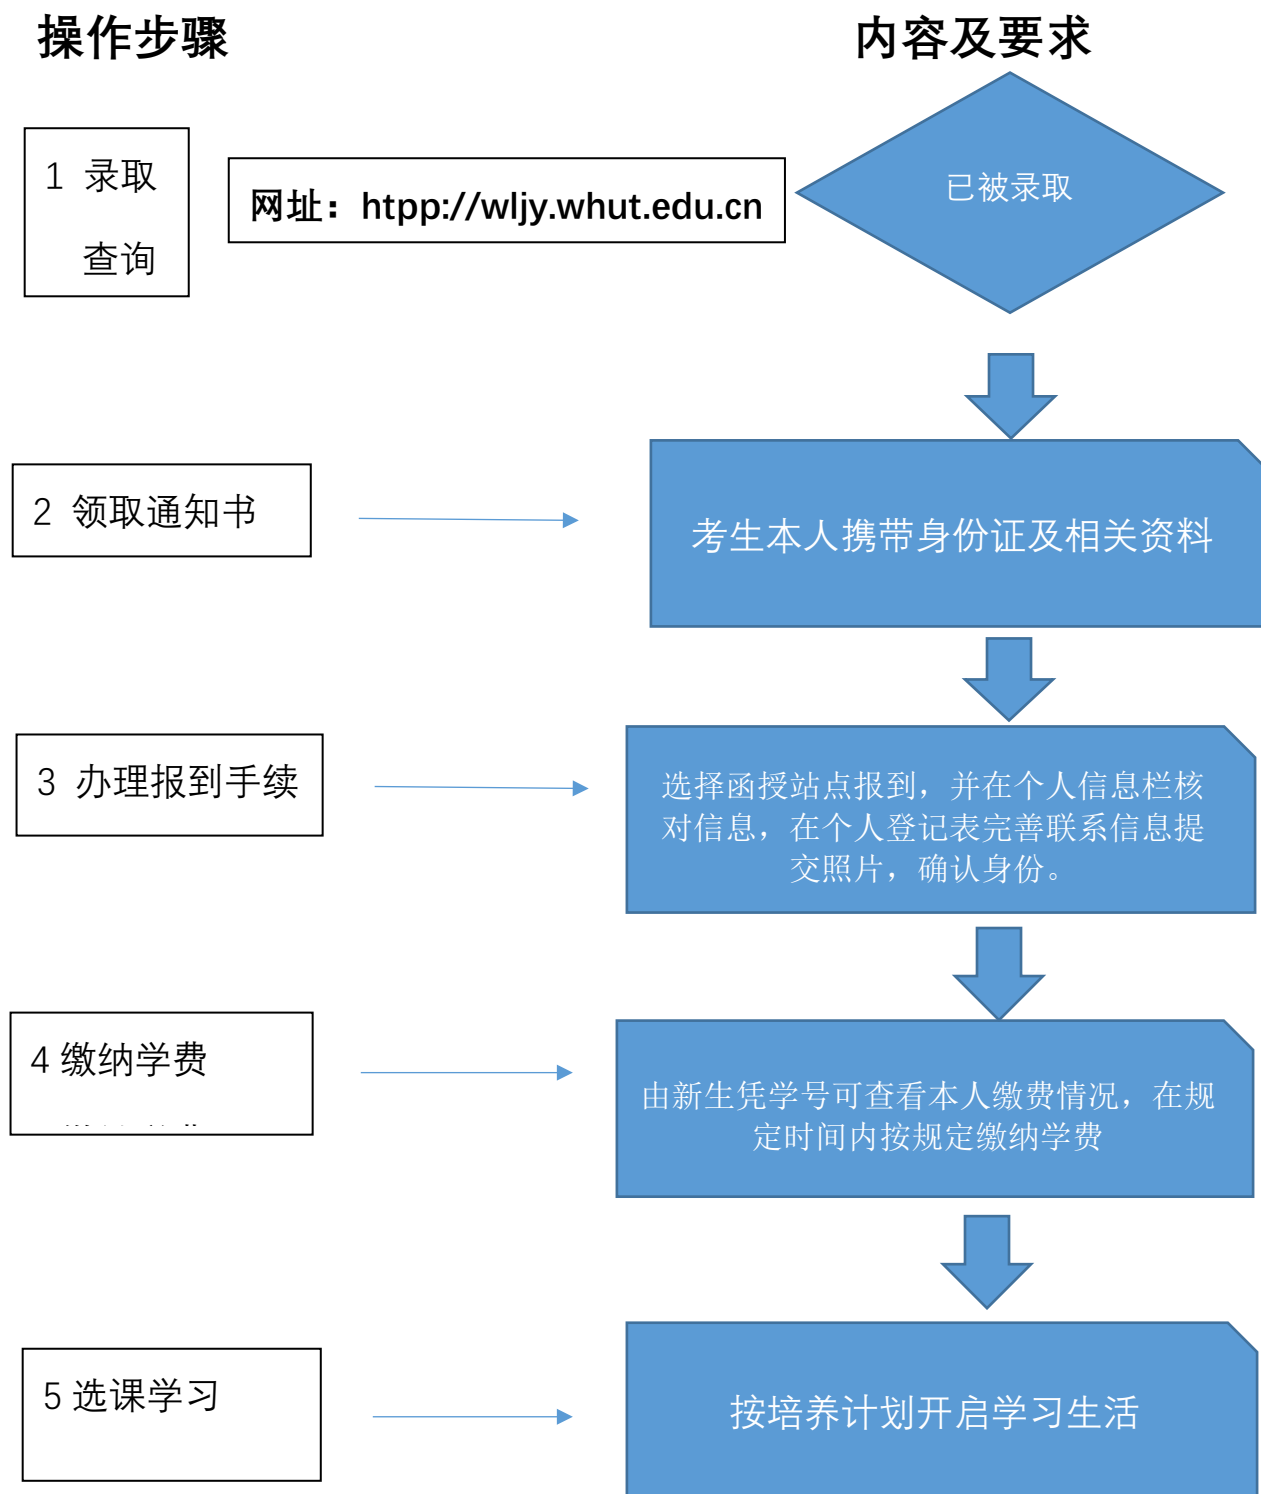 操作步骤
内容及要求
1 录取
查询
网址：htpp://wljy.whut.edu.cn
已被录取
2 领取通知书
考生本人携带身份证及相关资料
3 办理报到手续
选择函授站点报到，并在个人信息栏核
对信息，在个人登记表完善联系信息提
交照片，确认身份。
4 缴纳学费
由新生凭学号可查看本人缴费情况，在规
定时间内按规定缴纳学费
5 选课学习
按培养计划开启学习生活